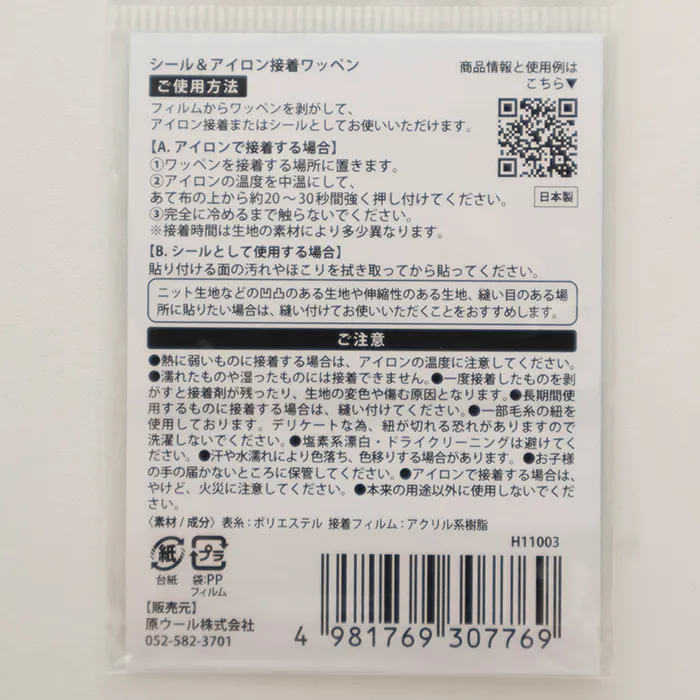 シール＆アイロン接着ワッペン
商品情報と使用例は
こちら▼
ご使用方法
フィルムからワッペンを剥がして、
アイロン接着またはシールとしてお使いいただけます。
【A. アイロンで接着する場合】
①ワッペンを接着する場所に置きます。
②アイロンの温度を中温にして、
あて布の上から約20～30秒間強く押し付けてください。
③完全に冷めるまで触らないでください。
※接着時間は生地の素材により多少異なります。
日本製
【B. シールとして使用する場合】
貼り付ける面の汚れやほこりを拭き取ってから貼ってください。
ニット生地などの凹凸のある生地や伸縮性のある生地、縫い目のある場
所に貼りたい場合は、縫い付けてお使いいただくことをおすすめします。
ご注意
●熱に弱いものに接着する場合は、アイロンの温度に注意してください。
●濡れたものや湿ったものには接着できません。●一度接着したものを剥
がすと接着剤が残ったり、生地の変色や傷む原因となります。●長期間使
用するものに接着する場合は、縫い付けてください。●一部毛糸の紐を
使用しております。デリケートな為、紐が切れる恐れがありますので
洗濯しないでください。●塩素系漂白・ドライクリーニングは避けてく
ださい。●汗や水濡れにより色落ち、色移りする場合があります。●お子様
の手の届かないところに保管してください。●アイロンで接着する場合は、
やけど、火災に注意してください。●本来の用途以外に使用しないでくだ
さい。
〈素材 / 成分〉表糸：ポリエステル 接着フィルム：アクリル系樹脂
H11003
紙
台紙
プラ
袋:PP
フィルム
【販売元】
原ウール株式会社
052-582-3701
4 981769 307769